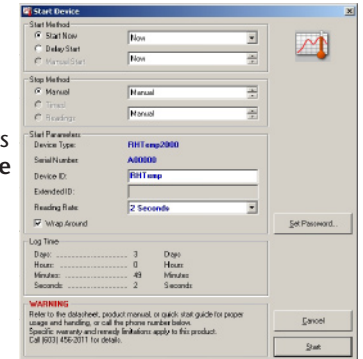 Start Device
Start Method
Start Now
Now
Delay Start
Manual Start
Now
Stop Method
Manual
Manual
Timed
Readings
Manual
Start Parameters
Device Type: RHTemp2000
Serial Number: A00000
Device ID: RHTemp
Extended ID:
Reading Rate: 2 Seconds
Wrap Around
Set Password...
Log Time
Days: 3 Days
Hours: 0 Hours
Minutes: 49 Minutes
Seconds: 2 Seconds
WARNING
Refer to the datasheet, product manual, or quick start guide for proper
usage and handling, or call the phone number below.
Specific warranty and remedy limitations apply to this product.
Call (603) 456-2011 for details.
Cancel
Start
s
e